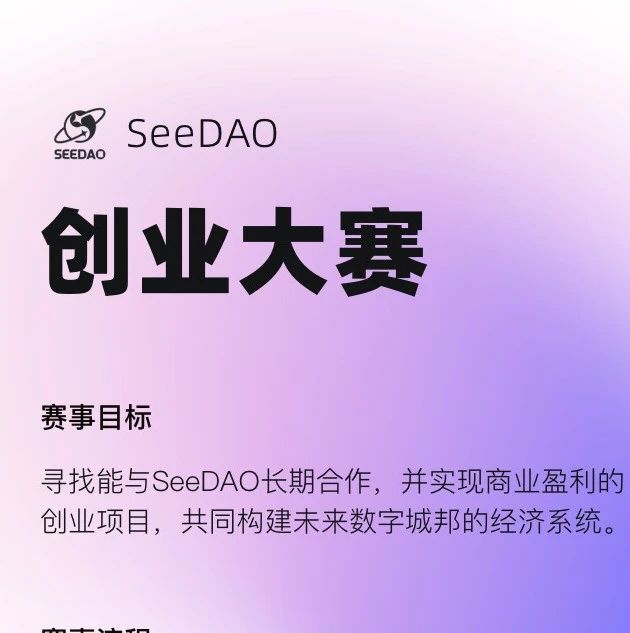 SEEDAO
SeeDAO
创业大赛
赛事目标
寻找能与SeeDAO长期合作，并实现商业盈利的
创业项目，共同构建未来数字城邦的经济系统。